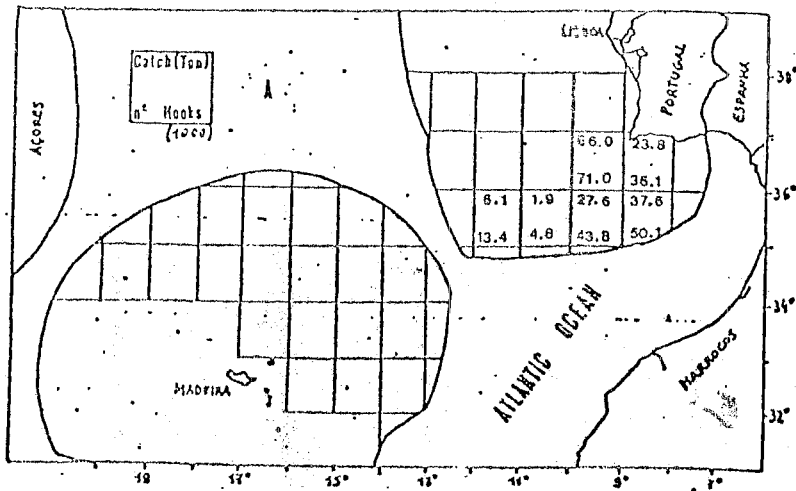 Catch(Ton)
nº Hooks
(1000)
A
AÇORES
LISBOA
PORTUGAL
ESPANHA
38°
36°
34°
32°
66.0 23.8
71.0 36.1
6.1 1.9 27.6 37.6
13.4 4.8 43.8 50.1
ATLANTIC OCEAN
MADEIRA
MARROCOS
17° 15° 13° 11° 9° 7°